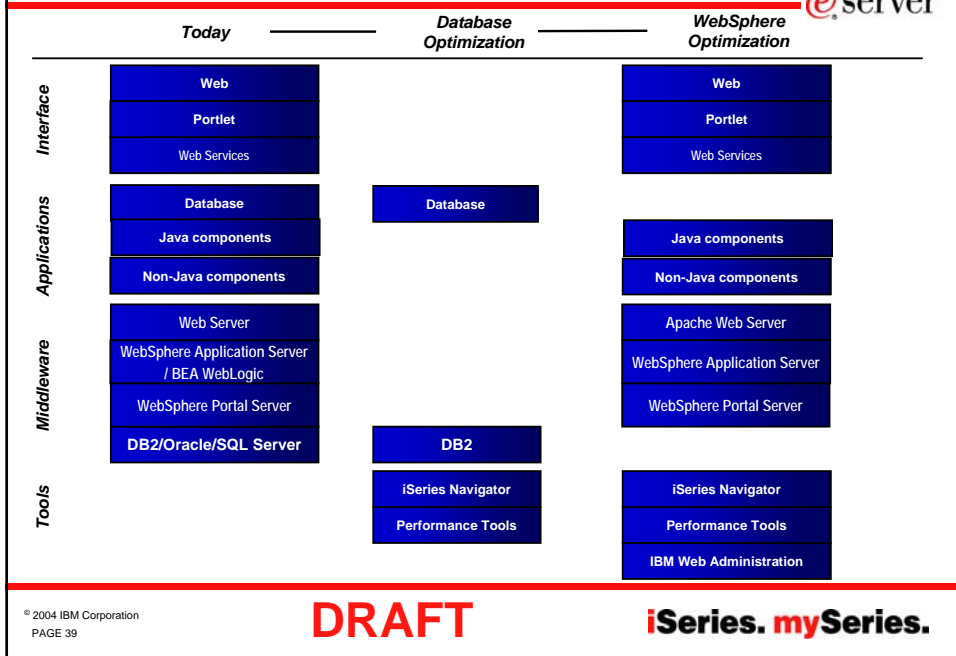 eserver
Today
Database
Optimization
WebSphere
Optimization
Interface
Web
Portlet
Web Services
Web
Portlet
Web Services
Applications
Database
Java components
Non-Java components
Database
Java components
Non-Java components
Middleware
Web Server
WebSphere Application Server
/ BEA WebLogic
WebSphere Portal Server
DB2/Oracle/SQL Server
DB2
Apache Web Server
WebSphere Application Server
WebSphere Portal Server
Tools
iSeries Navigator
Performance Tools
iSeries Navigator
Performance Tools
IBM Web Administration
© 2004 IBM Corporation
PAGE 39
DRAFT
iSeries. mySeries.